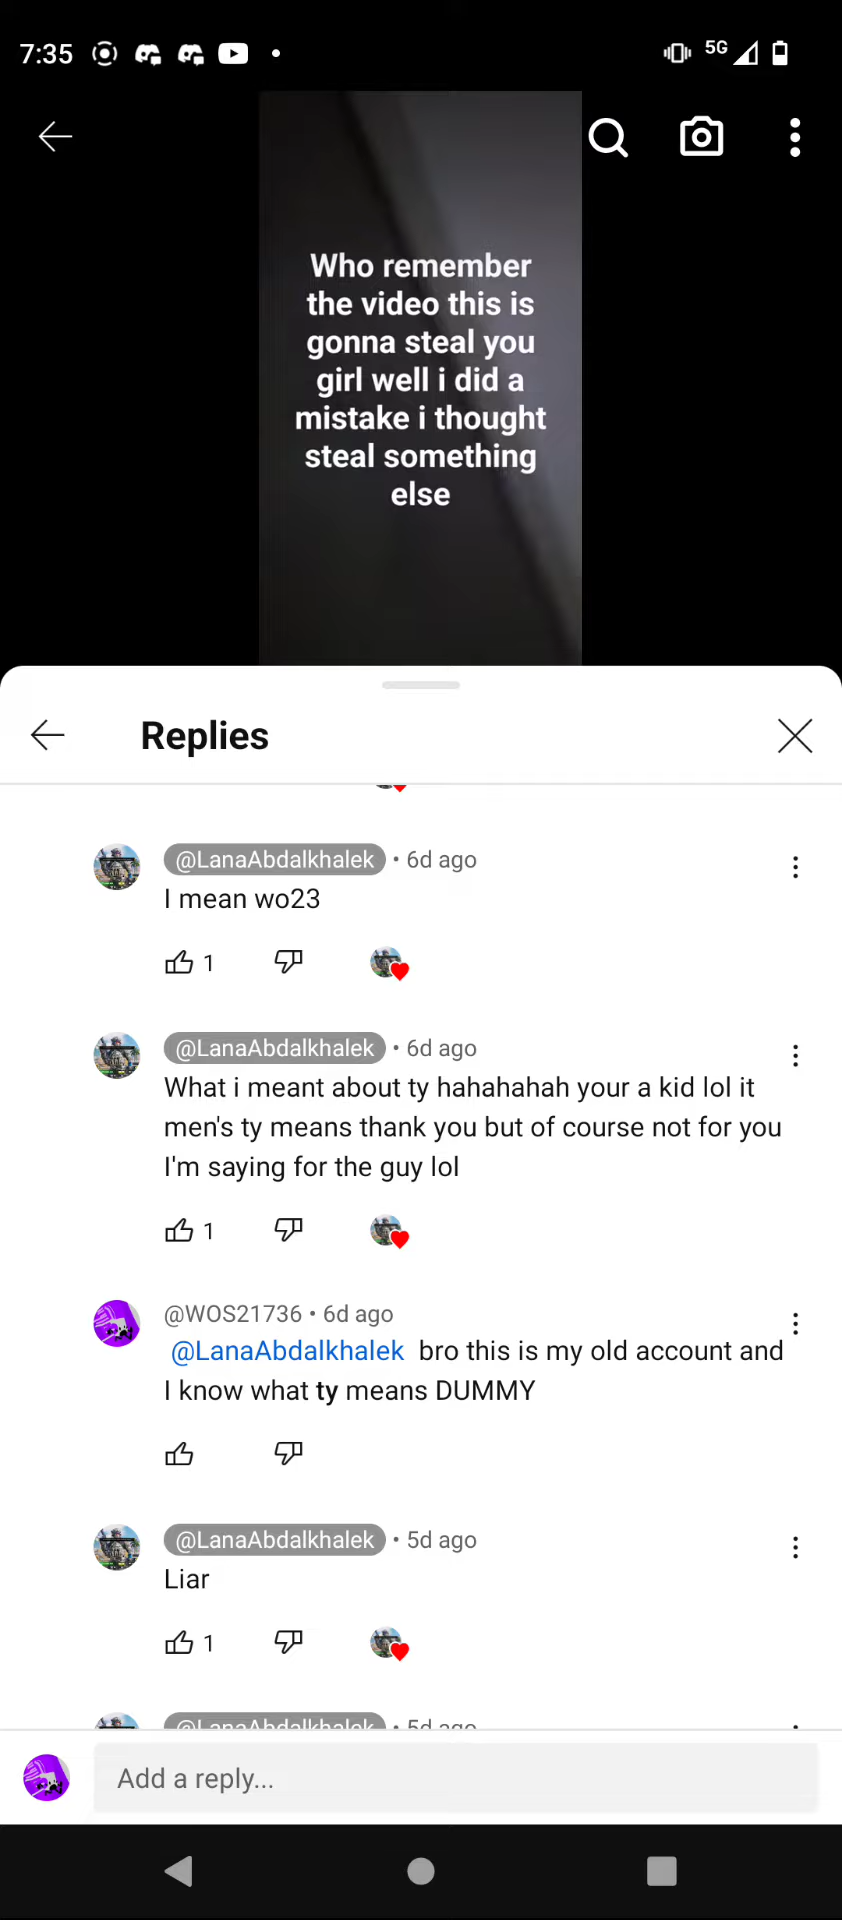 7:35
5G
Who remember
the video this is
gonna steal you
girl well i did a
mistake i thought
steal something
else
Replies
@LanaAbdalkhalek • 6d ago
I mean wo23
1
@LanaAbdalkhalek • 6d ago
What i meant about ty hahahahah your a kid lol it
men's ty means thank you but of course not for you
I'm saying for the guy lol
1
@WOS21736 • 6d ago
@LanaAbdalkhalek bro this is my old account and
I know what ty means DUMMY
@LanaAbdalkhalek • 5d ago
Liar
1
@LanaAbdalkhalek • 5d ago
Add a reply...